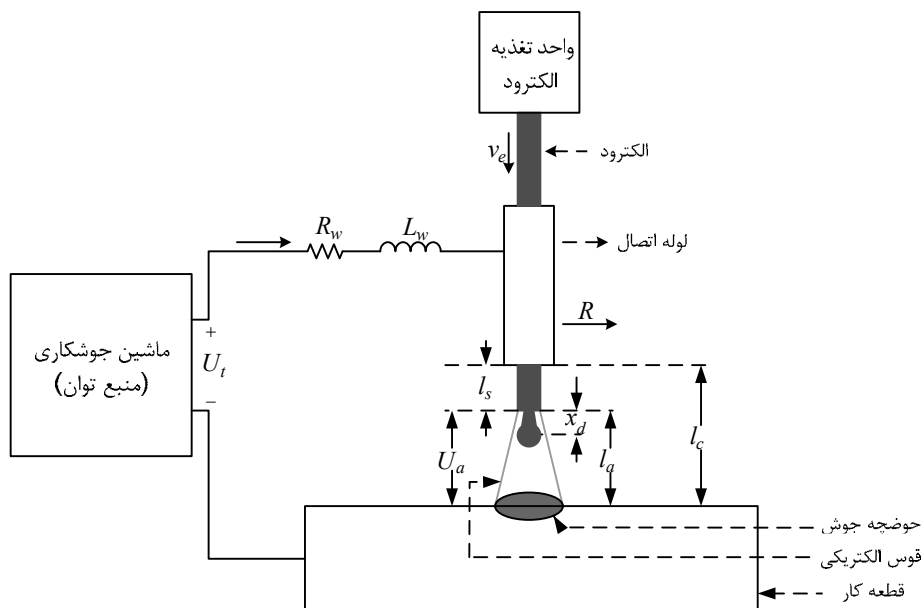 واحد تغذیه
الکترود
v_e
الکترود
R_w
L_w
لوله اتصال
R
ماشین جوشکاری
(منبع توان)
+
U_t
−
l_s
x_d
U_a
l_a
l_c
حوضچه جوش
قوس الکتریکی
قطعه کار